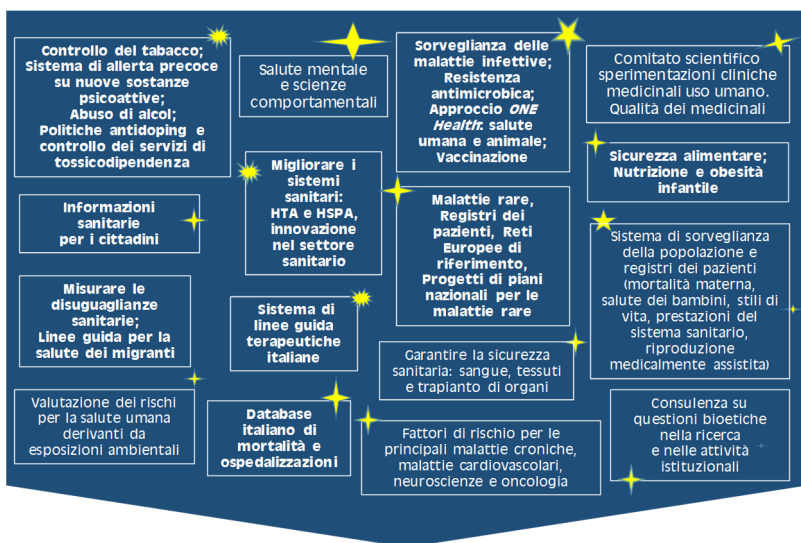 Controllo del tabacco;
Sistema di allerta precoce
su nuove sostanze
psicoattive;
Abuso di alcol;
Politiche antidoping e
controllo dei servizi di
tossicodipendenza
Salute mentale
e scienze
comportamentali
Sorveglianza delle
malattie infettive;
Resistenza
antimicrobica;
Approccio ONE
Health: salute
umana e animale;
Vaccinazione
Comitato scientifico
sperimentazioni cliniche
medicinali uso umano.
Qualità dei medicinali
Migliorare i
sistemi
sanitari:
HTA e HSPA,
innovazione
nel settore
sanitario
Sicurezza alimentare;
Nutrizione e obesità
infantile
Informazioni
sanitarie
per i cittadini
Malattie rare,
Registri dei
pazienti, Reti
Europee di
riferimento,
Progetti di piani
nazionali per le
malattie rare
Sistema di sorveglianza
della popolazione e
registri dei pazienti
(mortalità materna,
salute dei bambini, stili di
vita, prestazioni del
sistema sanitario,
riproduzione
medicalmente assistita)
Misurare le
disuguaglianze
sanitarie;
Linee guida per la
salute dei migranti
Sistema di
linee guida
terapeutiche
italiane
Garantire la sicurezza
sanitaria: sangue, tessuti
e trapianto di organi
Valutazione dei rischi
per la salute umana
derivanti da
esposizioni ambientali
Database
italiano di
mortalità e
ospedalizzazioni
Fattori di rischio per le
principali malattie croniche,
malattie cardiovascolari,
neuroscienze e oncologia
Consulenza su
questioni bioetiche
nella ricerca
e nelle attività
istituzionali